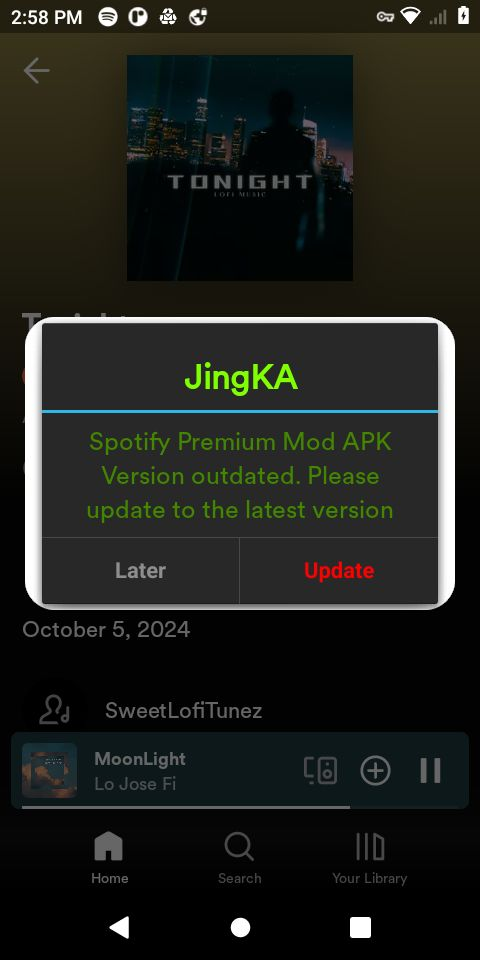 2:58 PM
TONIGHT
LOFI MUSIC
JingKA
Spotify Premium Mod APK
Version outdated. Please
update to the latest version
Later
Update
October 5, 2024
SweetLofiTunez
MoonLight
Lo Jose Fi
Home
Search
Your Library